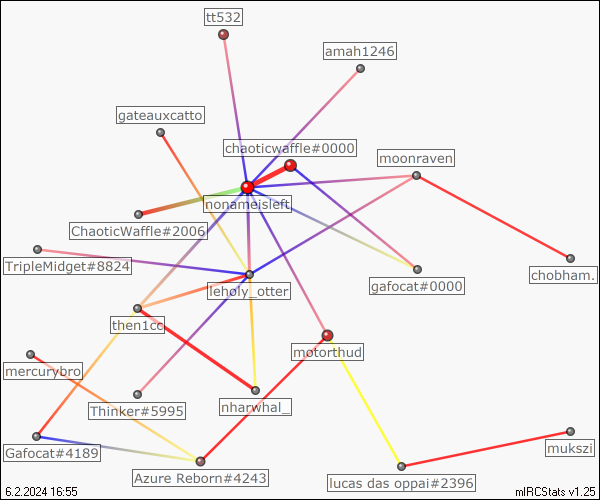 tt532
amah1246
gateauxcatto
chaoticwaffle#0000
moonraven
nonameisleft
ChaoticWaffle#2006
TripleMidget#8824
chobham.
leholy_otter
gafocat#0000
then1cc
motorthud
mercurybro
Thinker#5995
nharwhal_
Gafocat#4189
mukszi
Azure Reborn#4243
lucas das oppai#2396
6.2.2024 16:55
mIRCStats v1.25